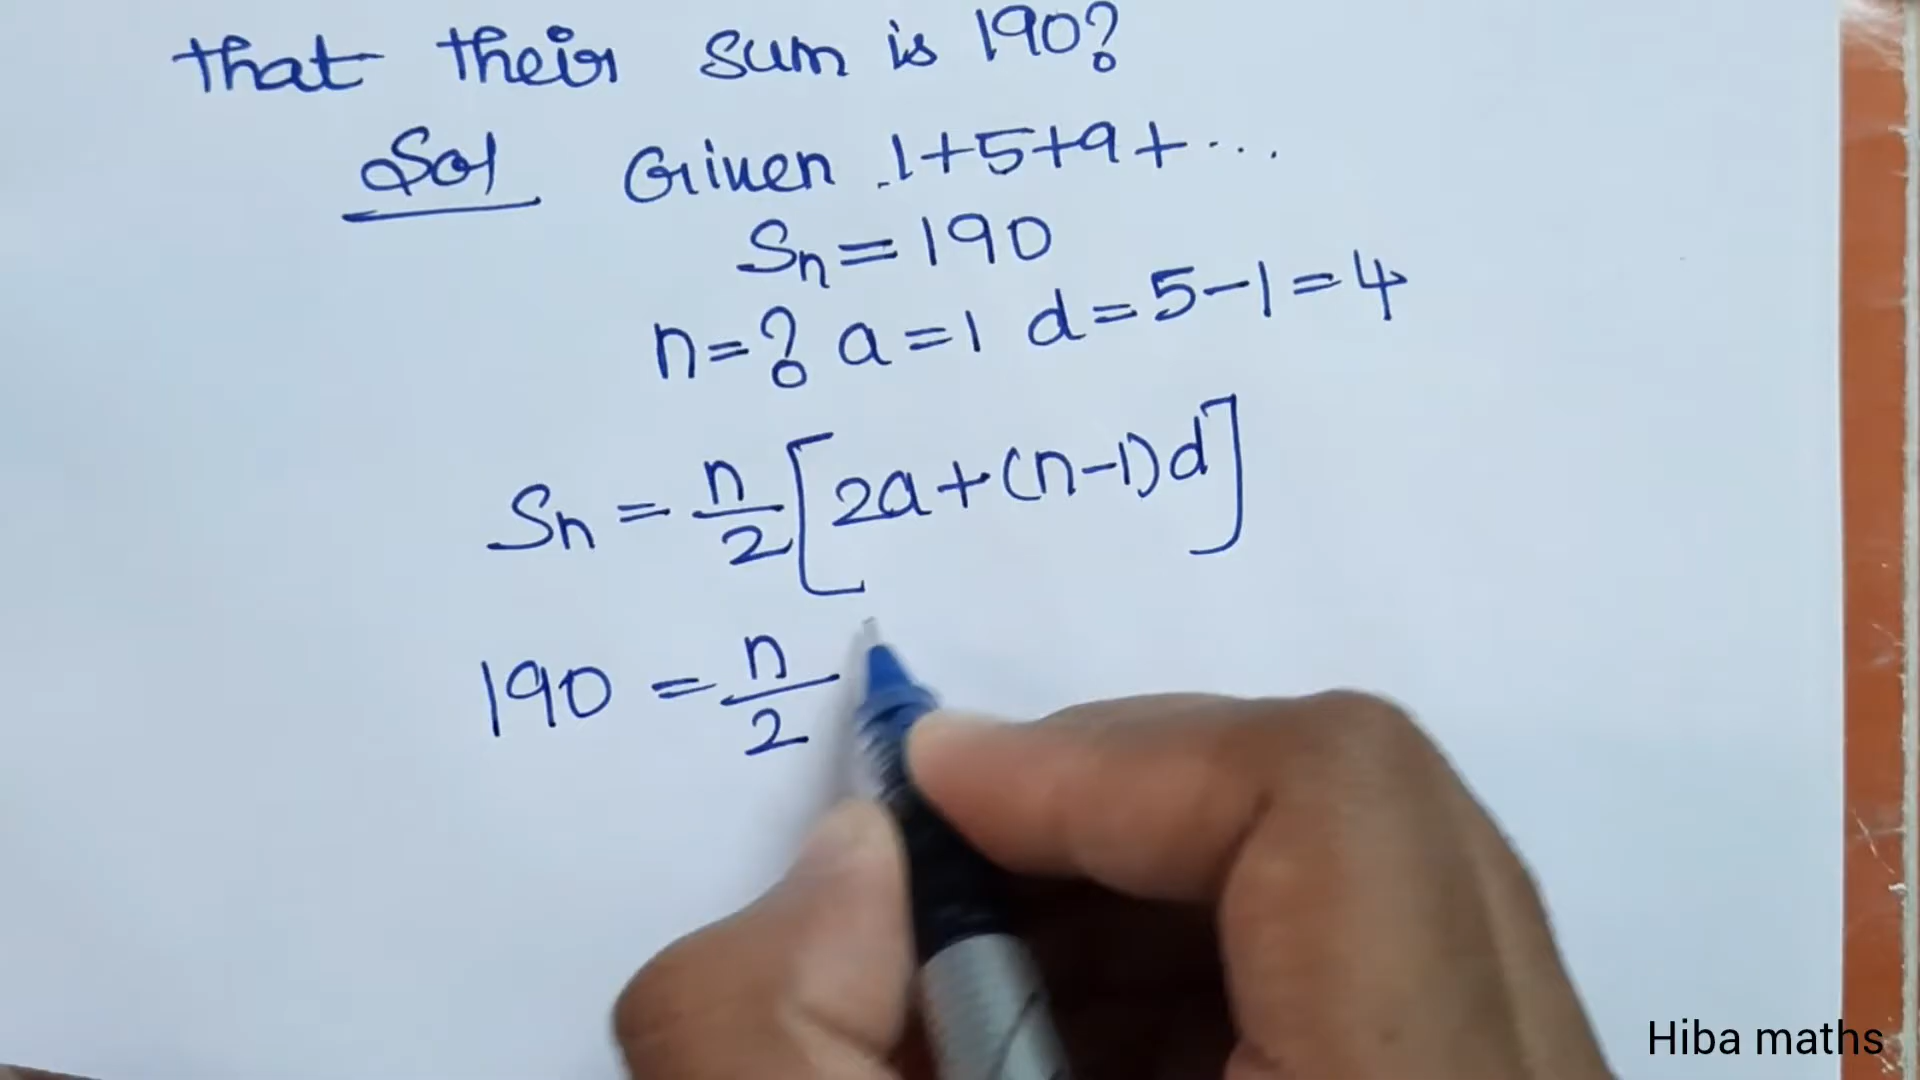 that their sum is 190?
Sol Given 1+5+9+...
Sn=190
n=? a=1 d=5-1=4
Sn = n/2 [2a+(n-1)d]
190 = n/2
Hiba maths